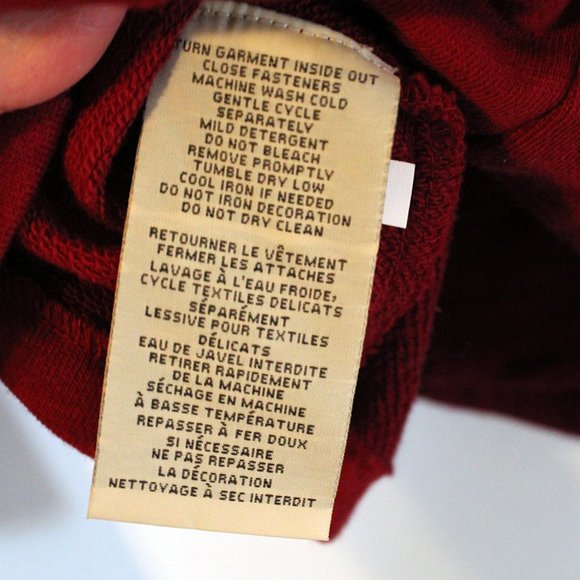 TURN GARMENT INSIDE OUT
CLOSE FASTENERS
MACHINE WASH COLD
GENTLE CYCLE
SEPARATELY
MILD DETERGENT
DO NOT BLEACH
REMOVE PROMPTLY
TUMBLE DRY LOW
COOL IRON IF NEEDED
DO NOT IRON DECORATION
DO NOT DRY CLEAN
RETOURNER LE VÊTEMENT
FERMER LES ATTACHES
LAVAGE À L'EAU FROIDE,
CYCLE TEXTILES DELICATS
SÉPARÉMENT
LESSIVE POUR TEXTILES
DÉLICATS
EAU DE JAVEL INTERDITE
RETIRER RAPIDEMENT
DE LA MACHINE
SÉCHAGE EN MACHINE
À BASSE TEMPÉRATURE
REPASSER À FER DOUX
SI NÉCESSAIRE
NE PAS REPASSER
LA DÉCORATION
NETTOYAGE À SEC INTERDIT